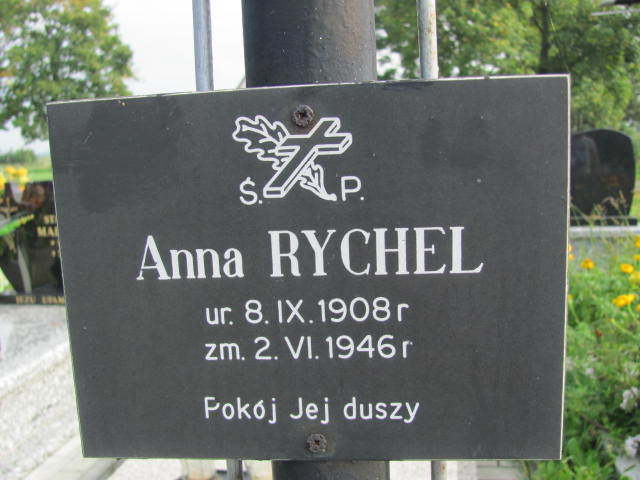 Ś. P.
Anna RYCHEL
ur. 8. IX. 1908 r
zm. 2. VI. 1946 r
Pokój Jej duszy